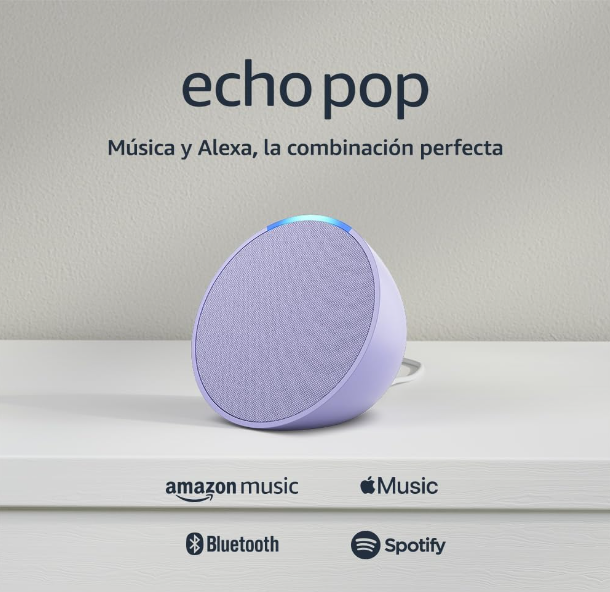 echo pop
Música y Alexa, la combinación perfecta
amazon music
Music
Bluetooth
Spotify